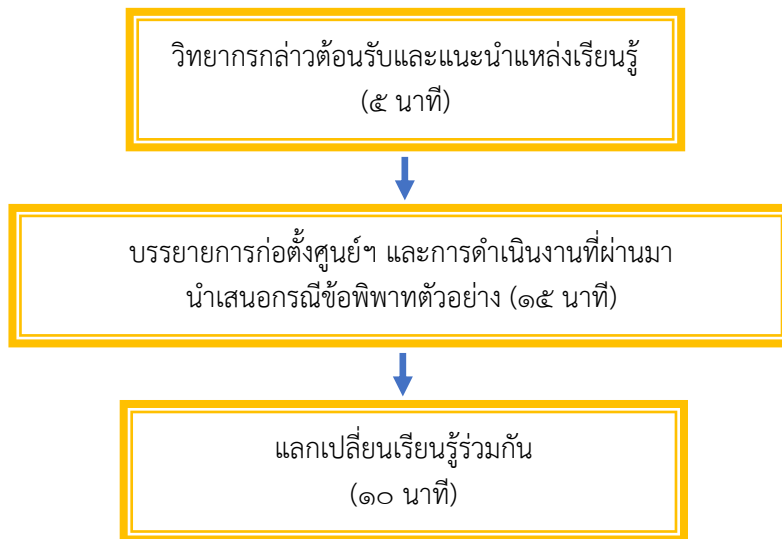 วิทยากรกล่าวต้อนรับและแนะนำแหล่งเรียนรู้
(๕ นาที)
บรรยายการก่อตั้งศูนย์ฯ และการดำเนินงานที่ผ่านมา
นำเสนอกรณีข้อพิพาทตัวอย่าง (๑๕ นาที)
แลกเปลี่ยนเรียนรู้ร่วมกัน
(๑๐ นาที)